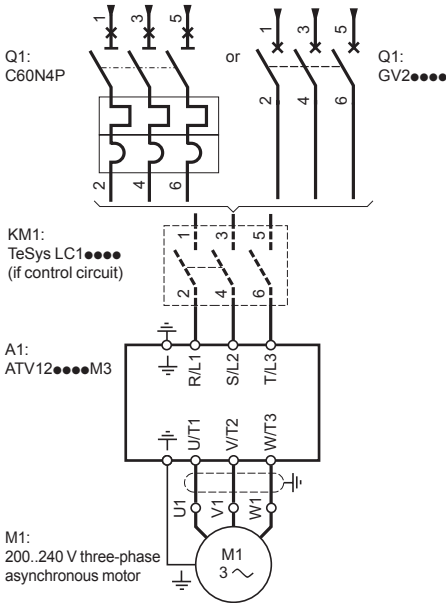 1 3 5
Q1:
C60N4P
2 4 6
or
1 3 5
Q1:
GV2●●●●
2 4 6
KM1:
TeSys LC1●●●●
(if control circuit)
1 3 5
2 4 6
A1:
ATV12●●●●M3
R/L1 S/L2 T/L3
U/T1 V/T2 W/T3
U1 V1 W1
M1:
200..240 V three-phase
asynchronous motor
M1
3 ~